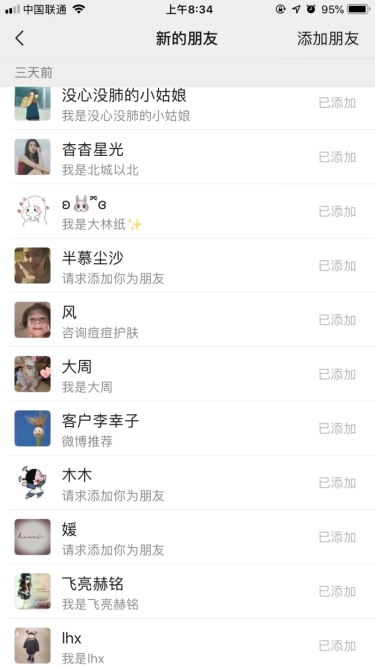 中国联通 上午8:34 95%
新的朋友 添加朋友
三天前
没心没肺的小姑娘
我是没心没肺的小姑娘 已添加
杳杳星光
我是北城以北 已添加
ʚ🐰ྀིɞ
我是大林纸✨ 已添加
半慕尘沙
请求添加你为朋友 已添加
风
咨询痘痘护肤 已添加
大周
我是大周 已添加
客户李幸子
微博推荐 已添加
木木
请求添加你为朋友 已添加
媛
请求添加你为朋友 已添加
飞亮赫铭
我是飞亮赫铭 已添加
lhx
我是lhx 已添加